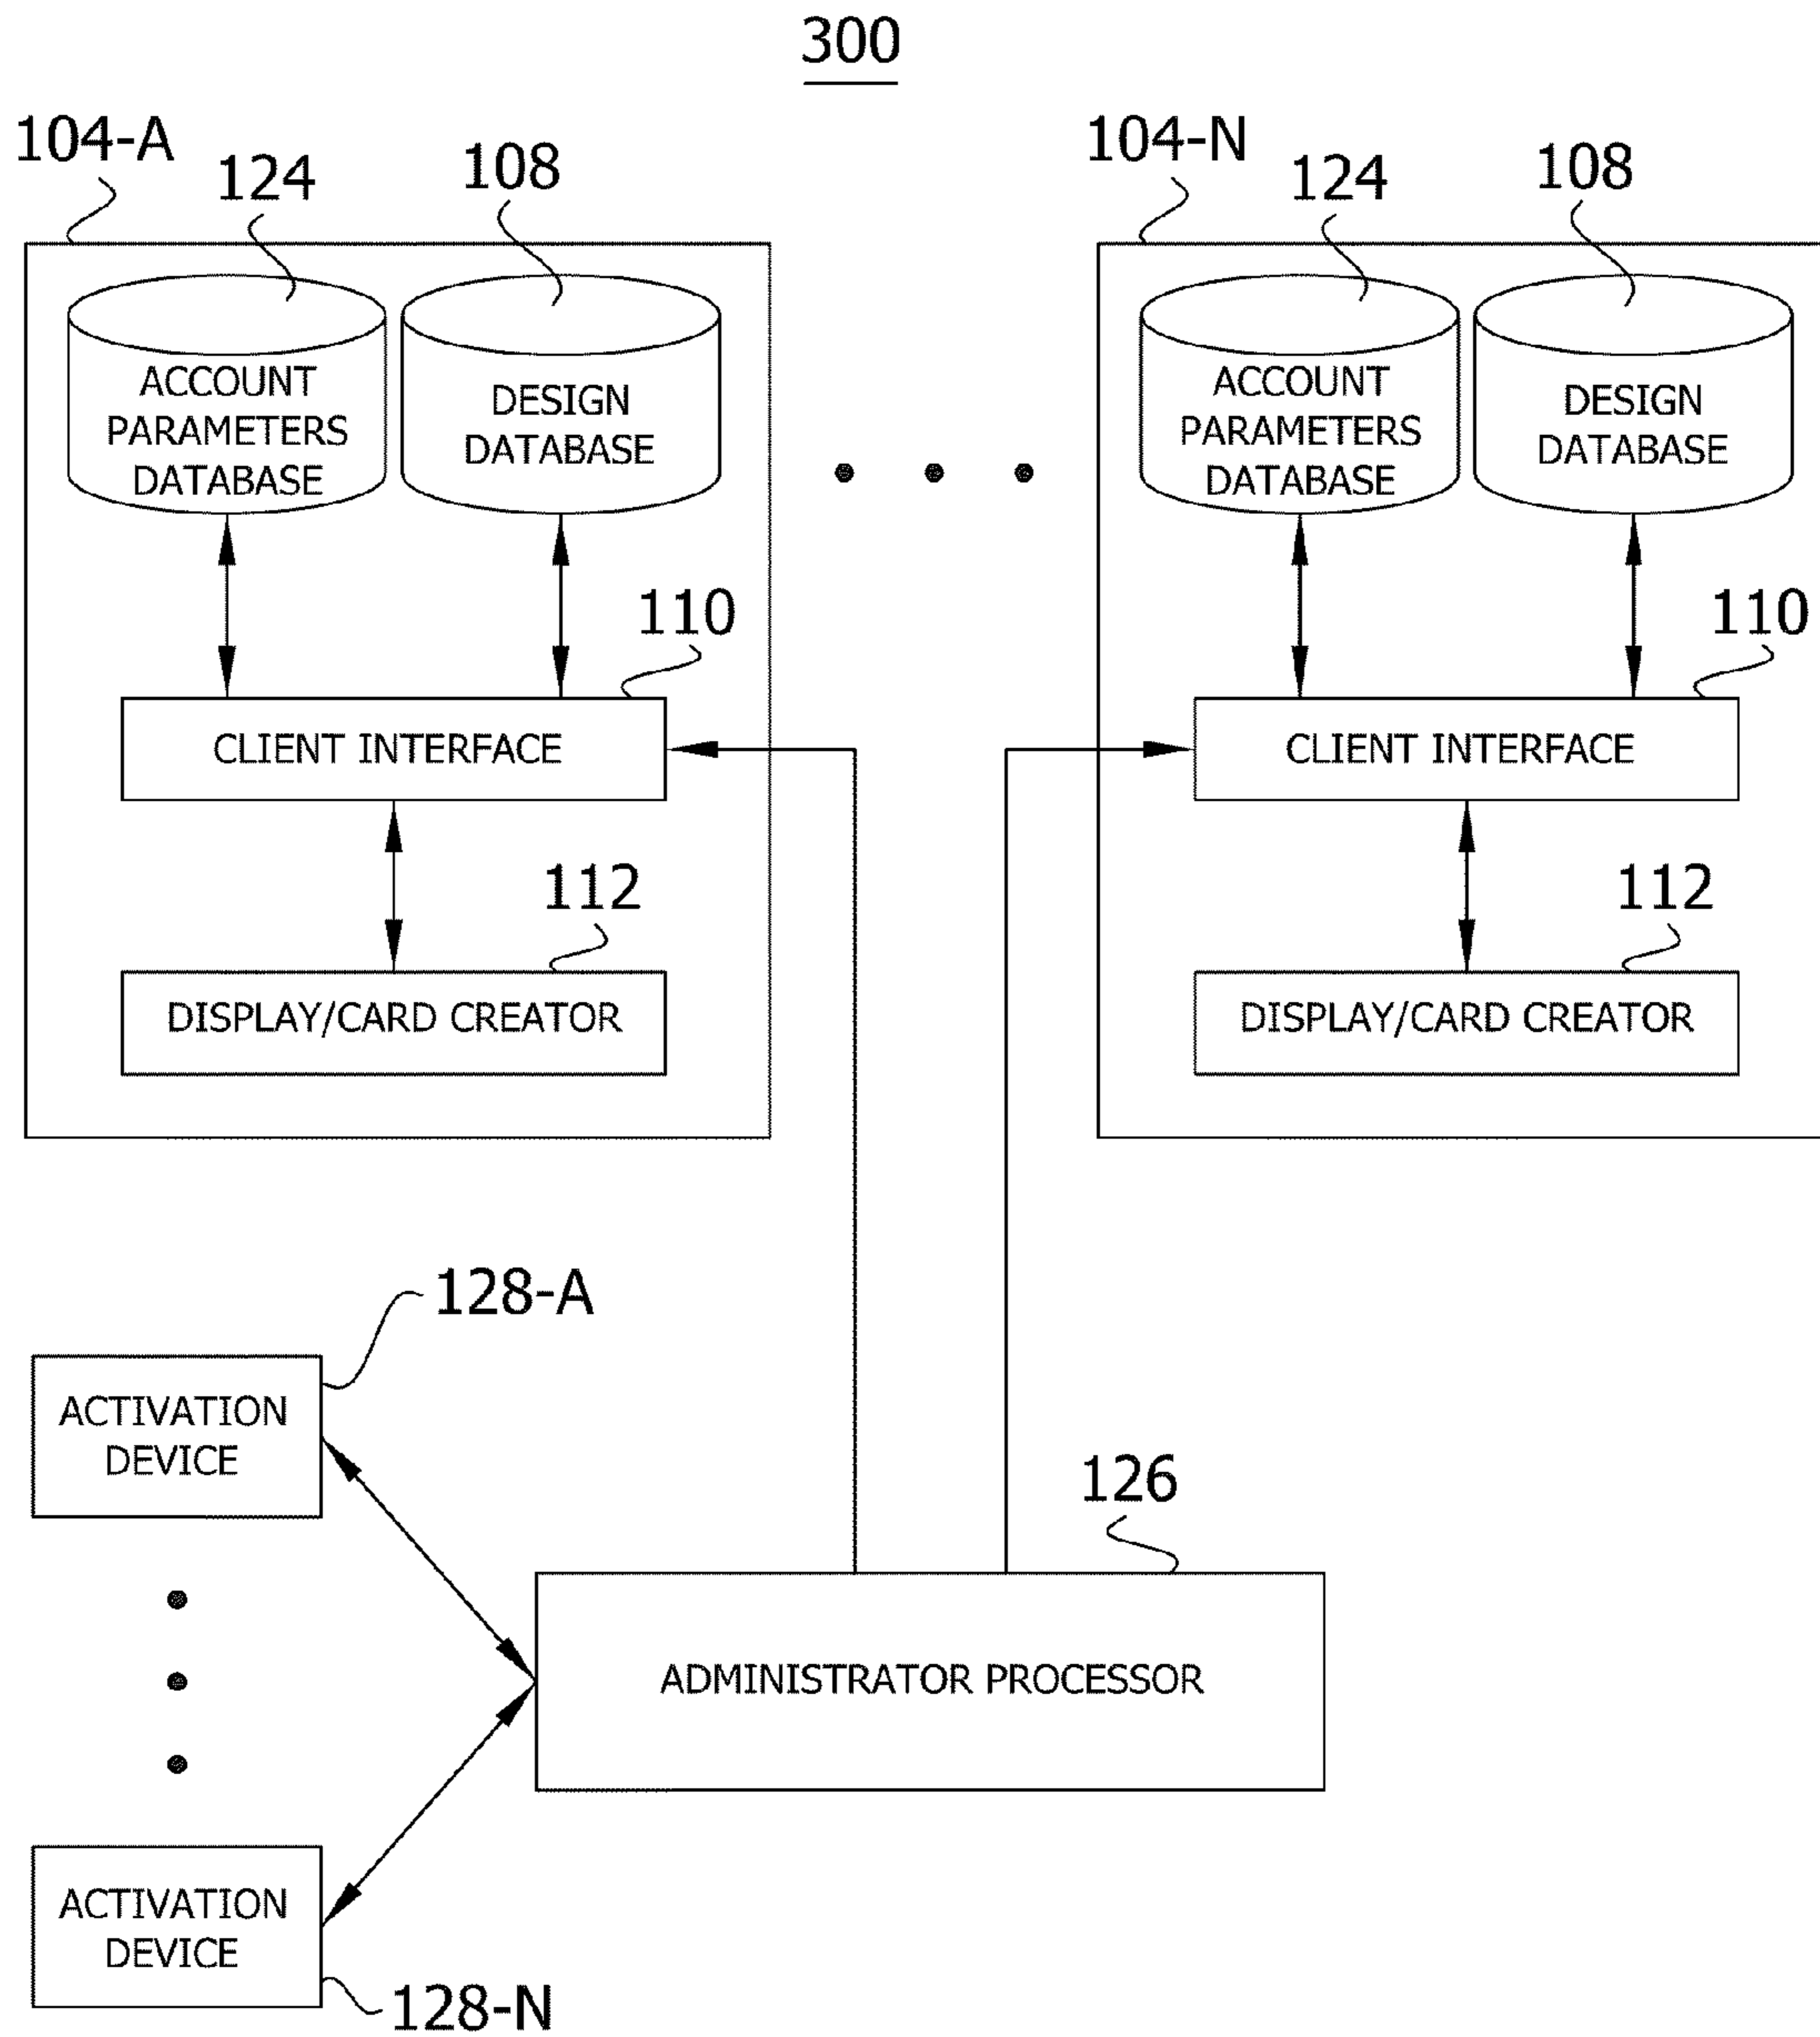 300
104-A
124
108
ACCOUNT
PARAMETERS
DATABASE
DESIGN
DATABASE
110
CLIENT INTERFACE
112
DISPLAY/CARD CREATOR
104-N
124
108
ACCOUNT
PARAMETERS
DATABASE
DESIGN
DATABASE
110
CLIENT INTERFACE
112
DISPLAY/CARD CREATOR
128-A
ACTIVATION
DEVICE
126
ADMINISTRATOR PROCESSOR
ACTIVATION
DEVICE
128-N